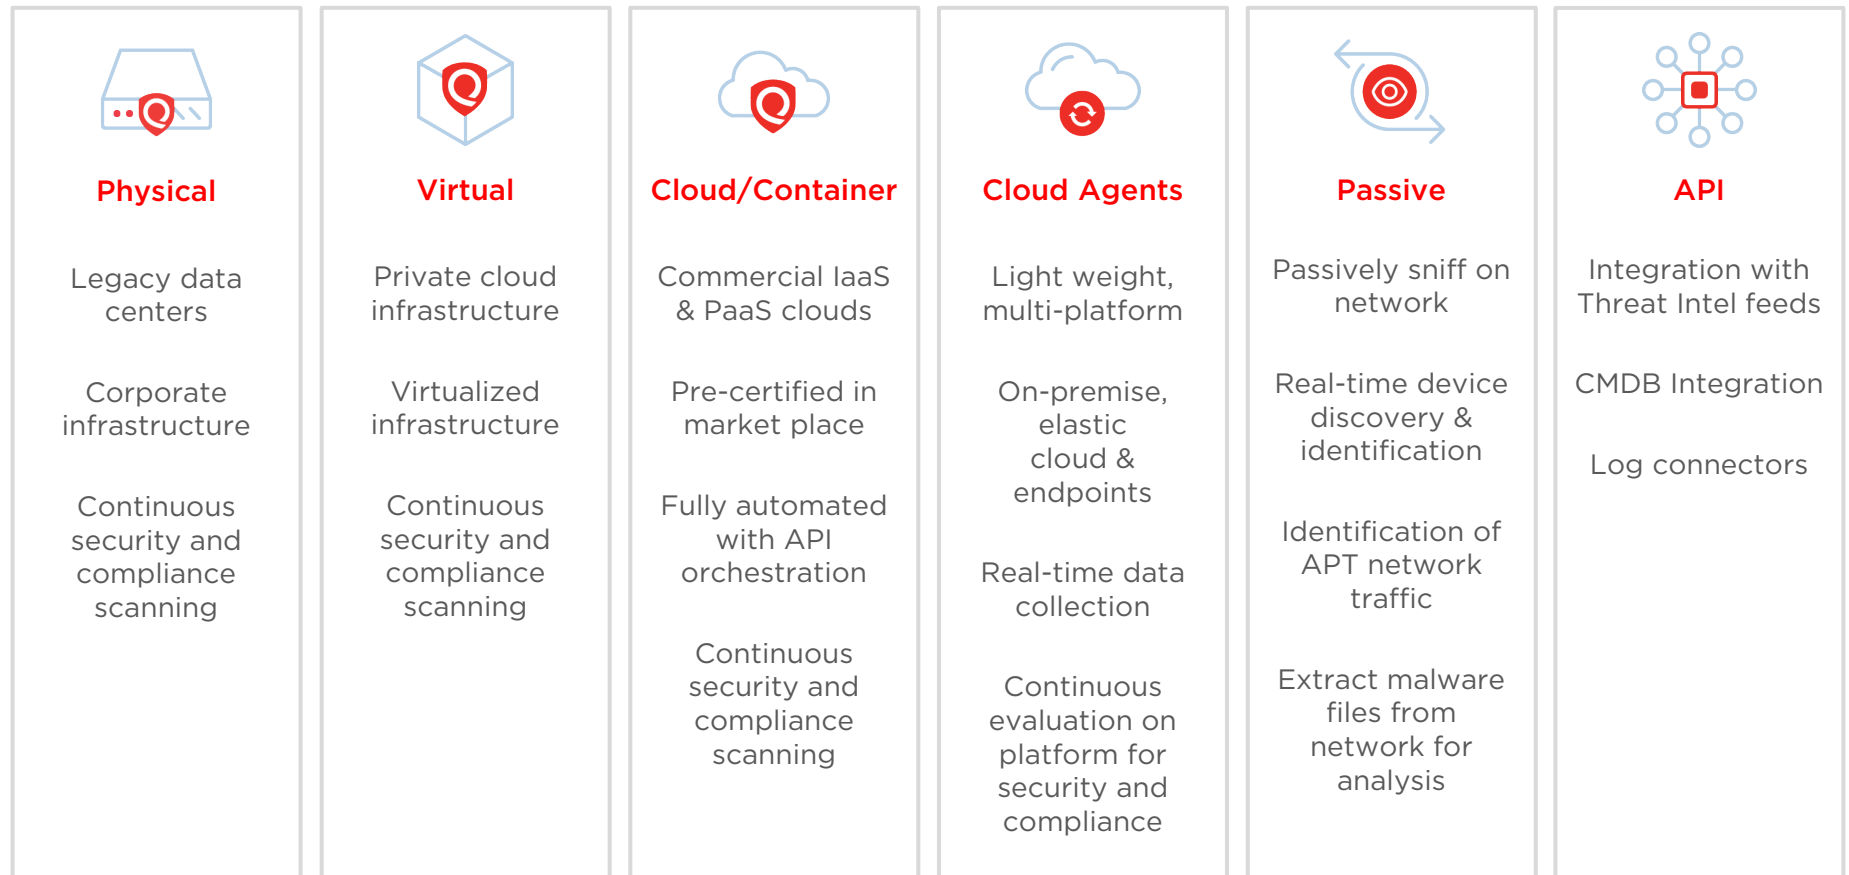 Physical
Legacy data
centers
Corporate
infrastructure
Continuous
security and
compliance
scanning
Virtual
Private cloud
infrastructure
Virtualized
infrastructure
Continuous
security and
compliance
scanning
Cloud/Container
Commercial IaaS
& PaaS clouds
Pre-certified in
market place
Fully automated
with API
orchestration
Continuous
security and
compliance
scanning
Cloud Agents
Light weight,
multi-platform
On-premise,
elastic
cloud &
endpoints
Real-time data
collection
Continuous
evaluation on
platform for
security and
compliance
Passive
Passively sniff on
network
Real-time device
discovery &
identification
Identification of
APT network
traffic
Extract malware
files from
network for
analysis
API
Integration with
Threat Intel feeds
CMDB Integration
Log connectors